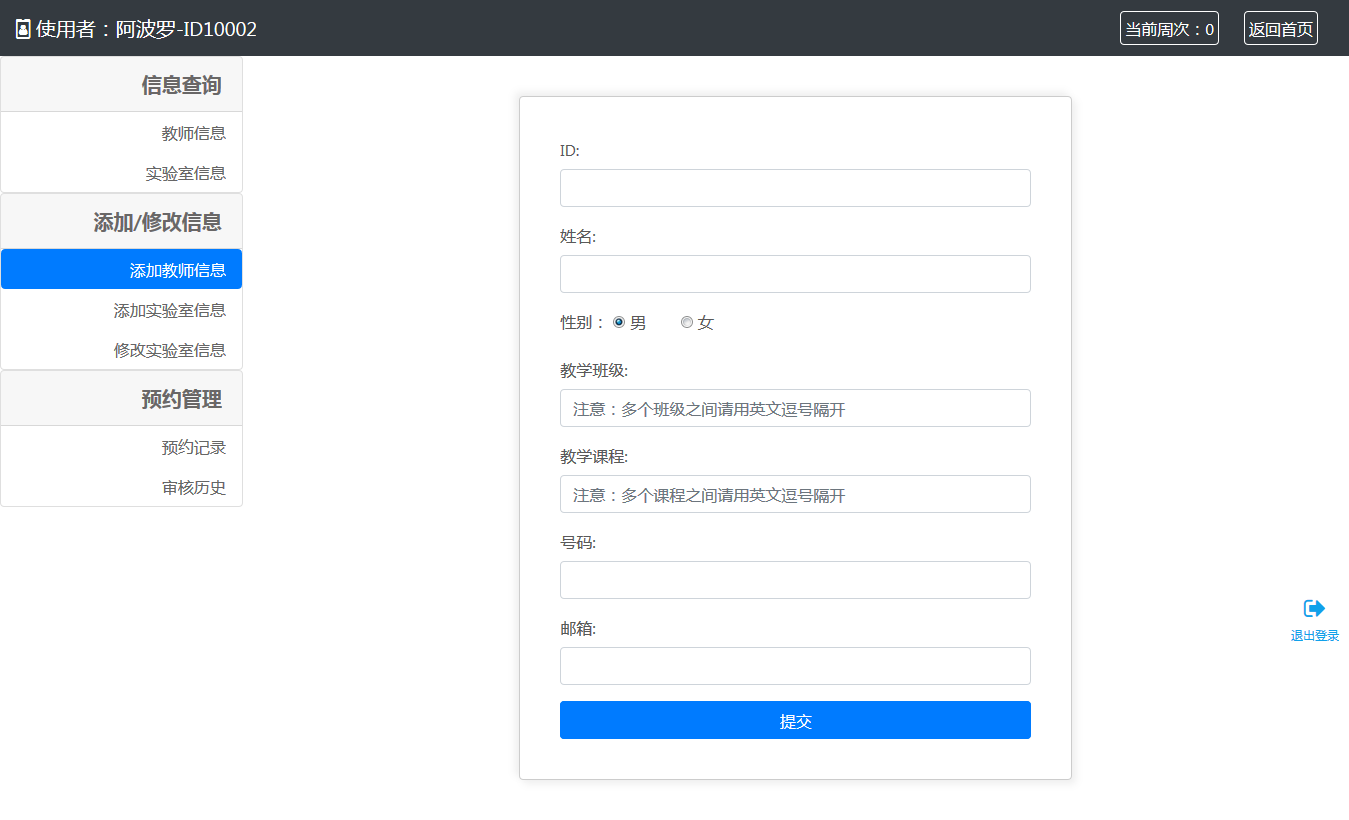 使用者：阿波罗-ID10002
当前周次：0
返回首页
信息查询
教师信息
实验室信息
添加/修改信息
添加教师信息
添加实验室信息
修改实验室信息
预约管理
预约记录
审核历史
ID:
姓名:
性别： 男 女
教学班级:
注意：多个班级之间请用英文逗号隔开
教学课程:
注意：多个课程之间请用英文逗号隔开
号码:
邮箱:
提交
退出登录